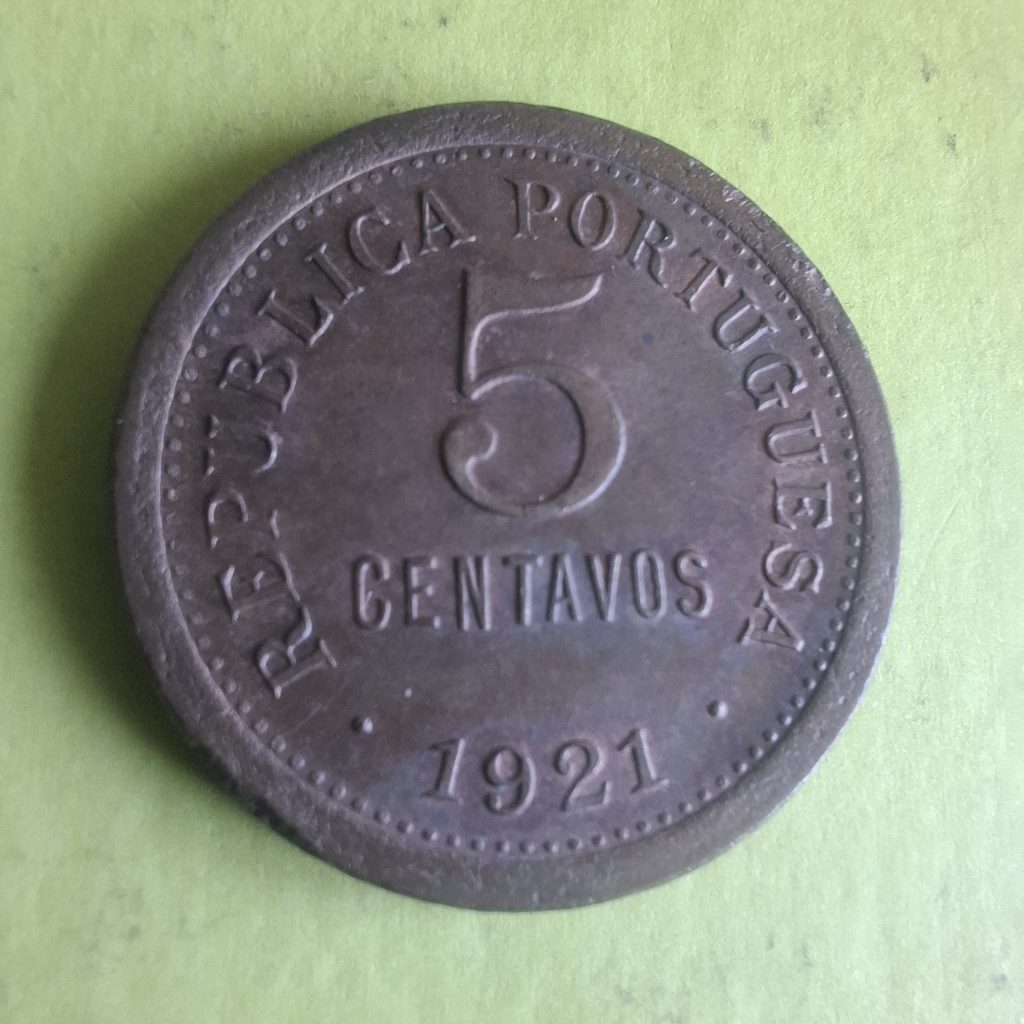 REPUBLICA PORTUGUESA
5
CENTAVOS
• 1921 •